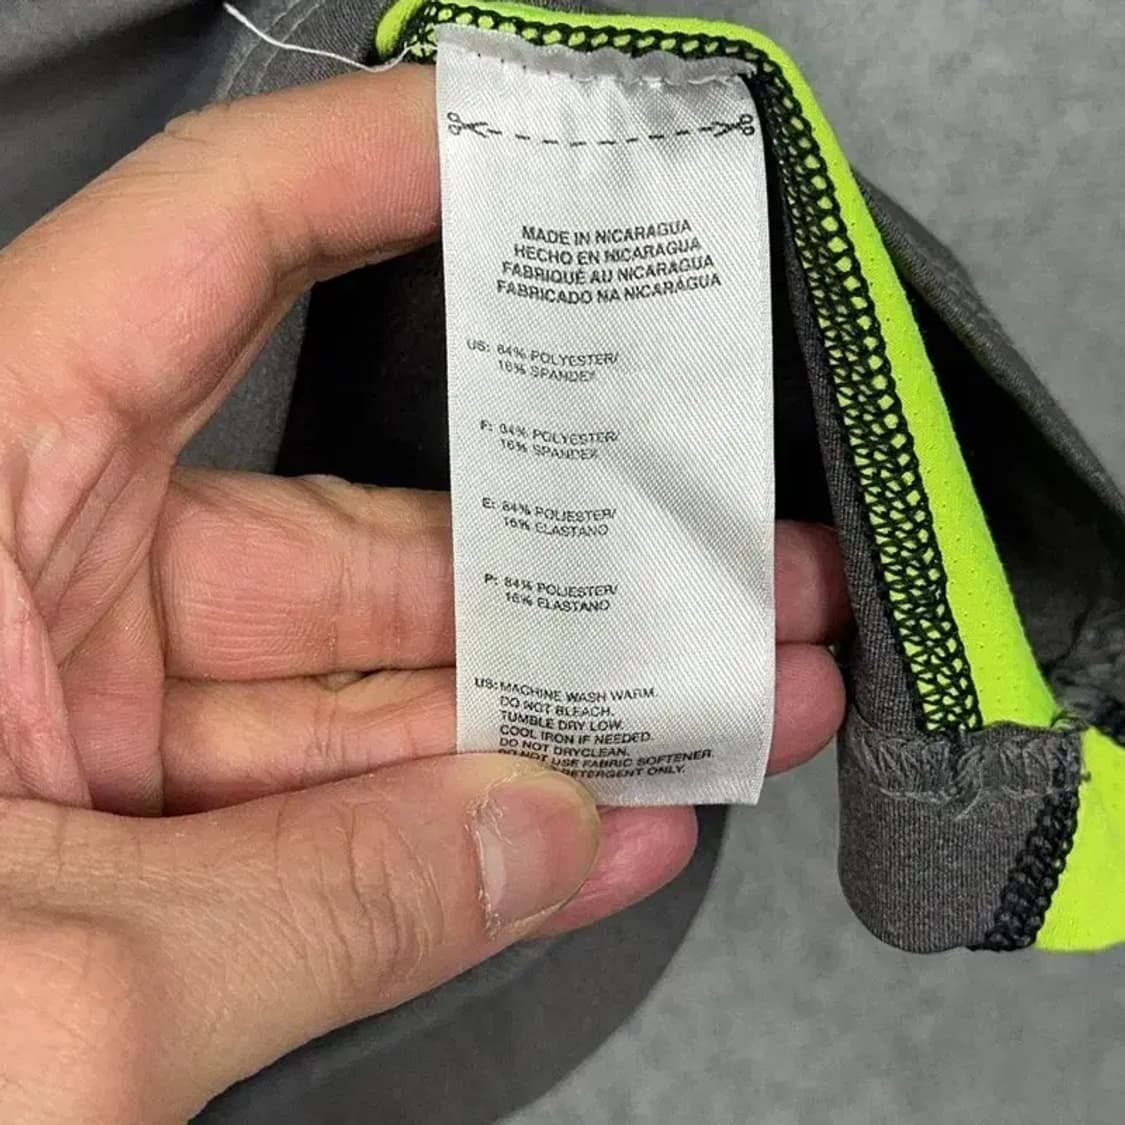 MADE IN NICARAGUA
HECHO EN NICARAGUA
FABRIQUÉ AU NICARAGUA
FABRICADO NA NICARÁGUA
US: 84% POLYESTER/
16% SPANDEX
F: 84% POLYESTER/
16% SPANDEX
E: 84% POLIESTER/
16% ELASTANO
P: 84% POLIESTER/
16% ELASTANO
US: MACHINE WASH WARM.
DO NOT BLEACH.
TUMBLE DRY LOW.
COOL IRON IF NEEDED.
DO NOT DRYCLEAN.
DO NOT USE FABRIC SOFTENER.
DETERGENT ONLY.